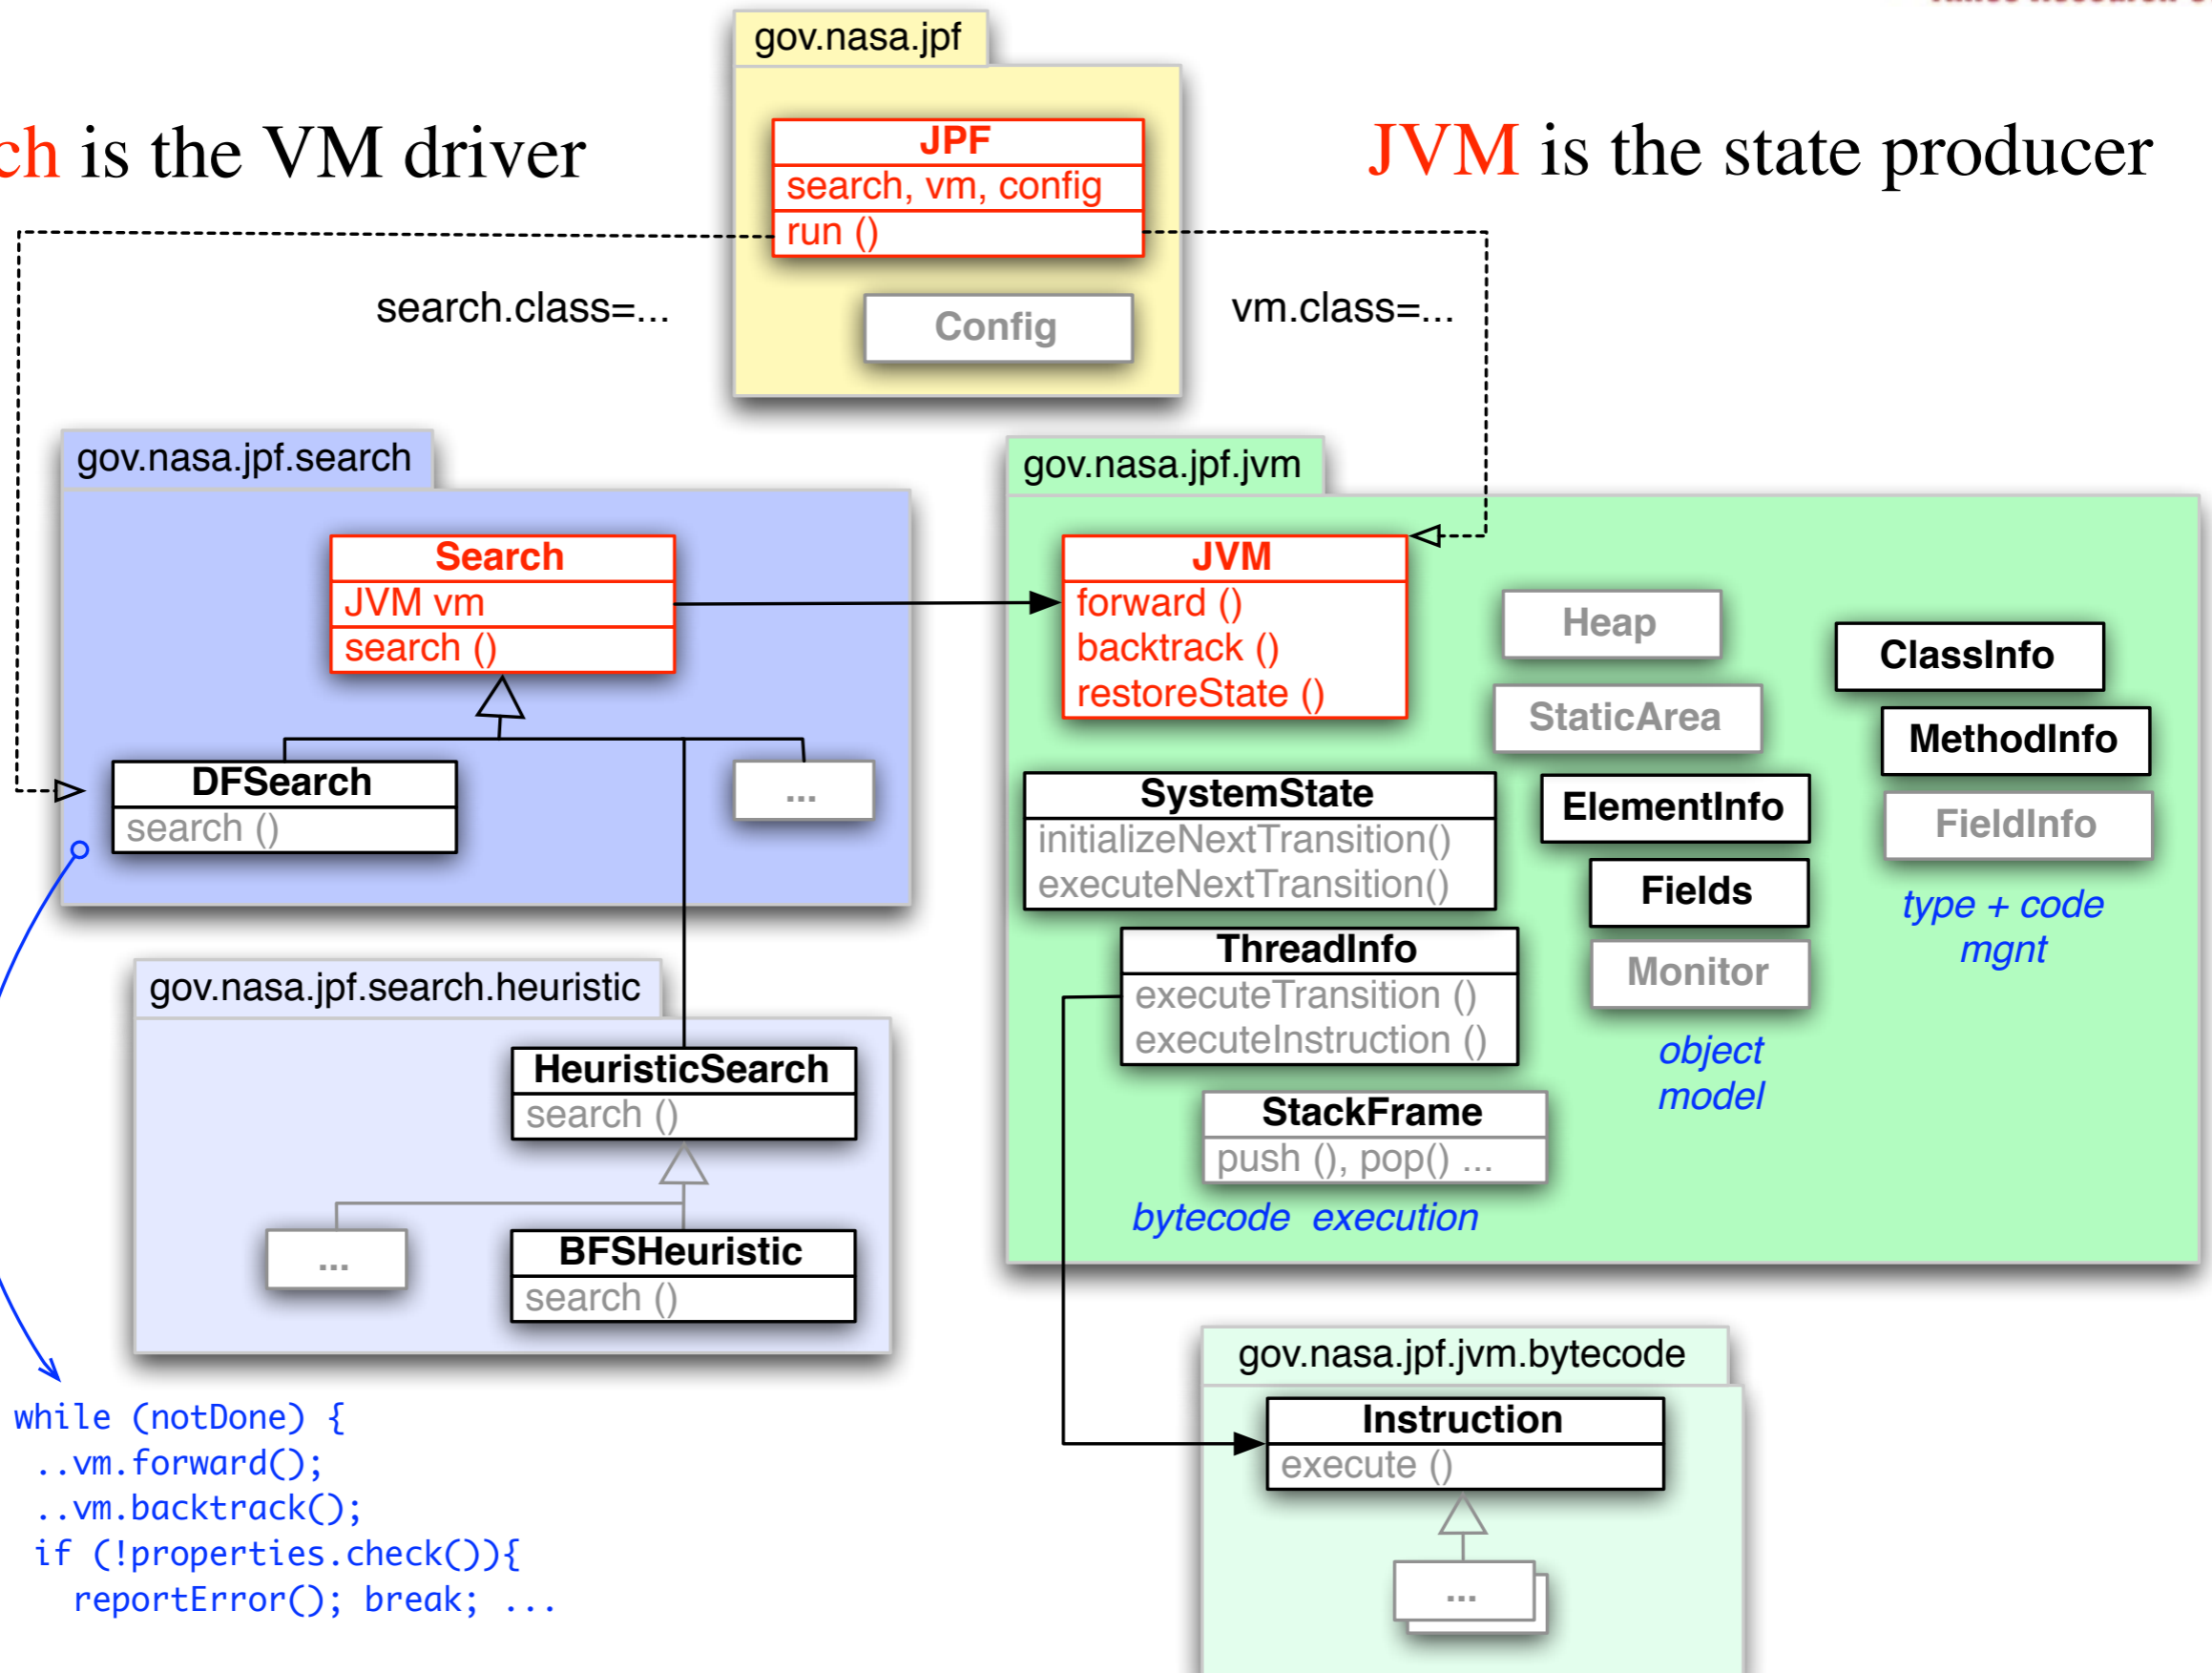 gov.nasa.jpf
is the VM driver
JVM is the state producer
JPF
search, vm, config
run ()
Config
search.class=...
vm.class=...
gov.nasa.jpf.search
Search
JVM vm
search ()
DFSearch
search ()
...
gov.nasa.jpf.search.heuristic
HeuristicSearch
search ()
...
BFSHeuristic
search ()
while (notDone) {
..vm.forward();
..vm.backtrack();
if (!properties.check()){
reportError(); break; ...
gov.nasa.jpf.jvm
JVM
forward ()
backtrack ()
restoreState ()
SystemState
initializeNextTransition()
executeNextTransition()
ThreadInfo
executeTransition ()
executeInstruction ()
StackFrame
push (), pop() ...
bytecode execution
Heap
StaticArea
ElementInfo
Fields
Monitor
object
model
ClassInfo
MethodInfo
FieldInfo
type + code
mgnt
gov.nasa.jpf.jvm.bytecode
Instruction
execute ()
...